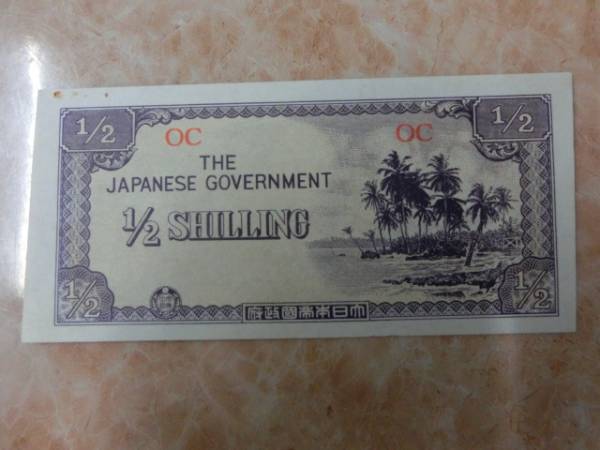 1/2 1/2
OC OC
THE
JAPANESE GOVERNMENT
1/2 SHILLING
1/2 1/2
府政國帝本日大